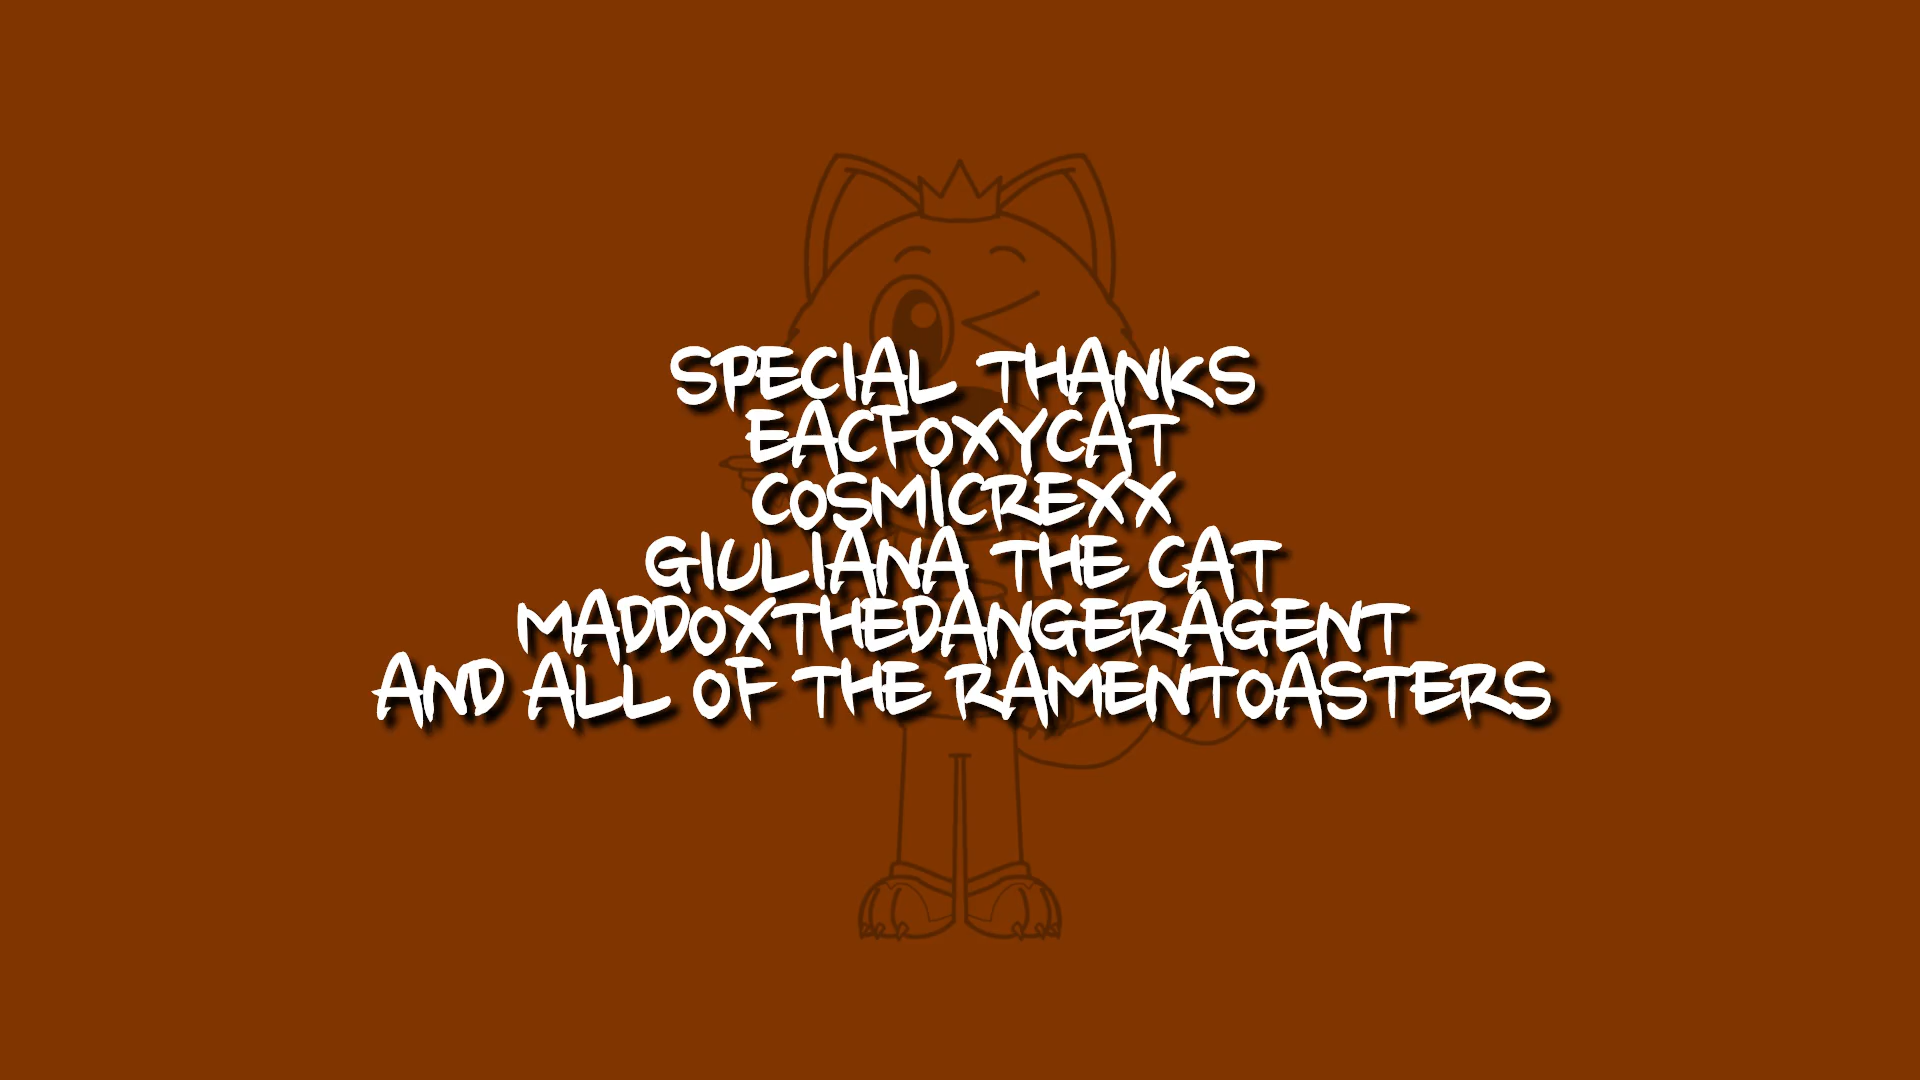 SPECIAL THANKS
EACFOXYCAT
COSMICREXX
GIULIANA THE CAT
MADDOXTHEDANGERAGENT
AND ALL OF THE RAMENTOASTERS